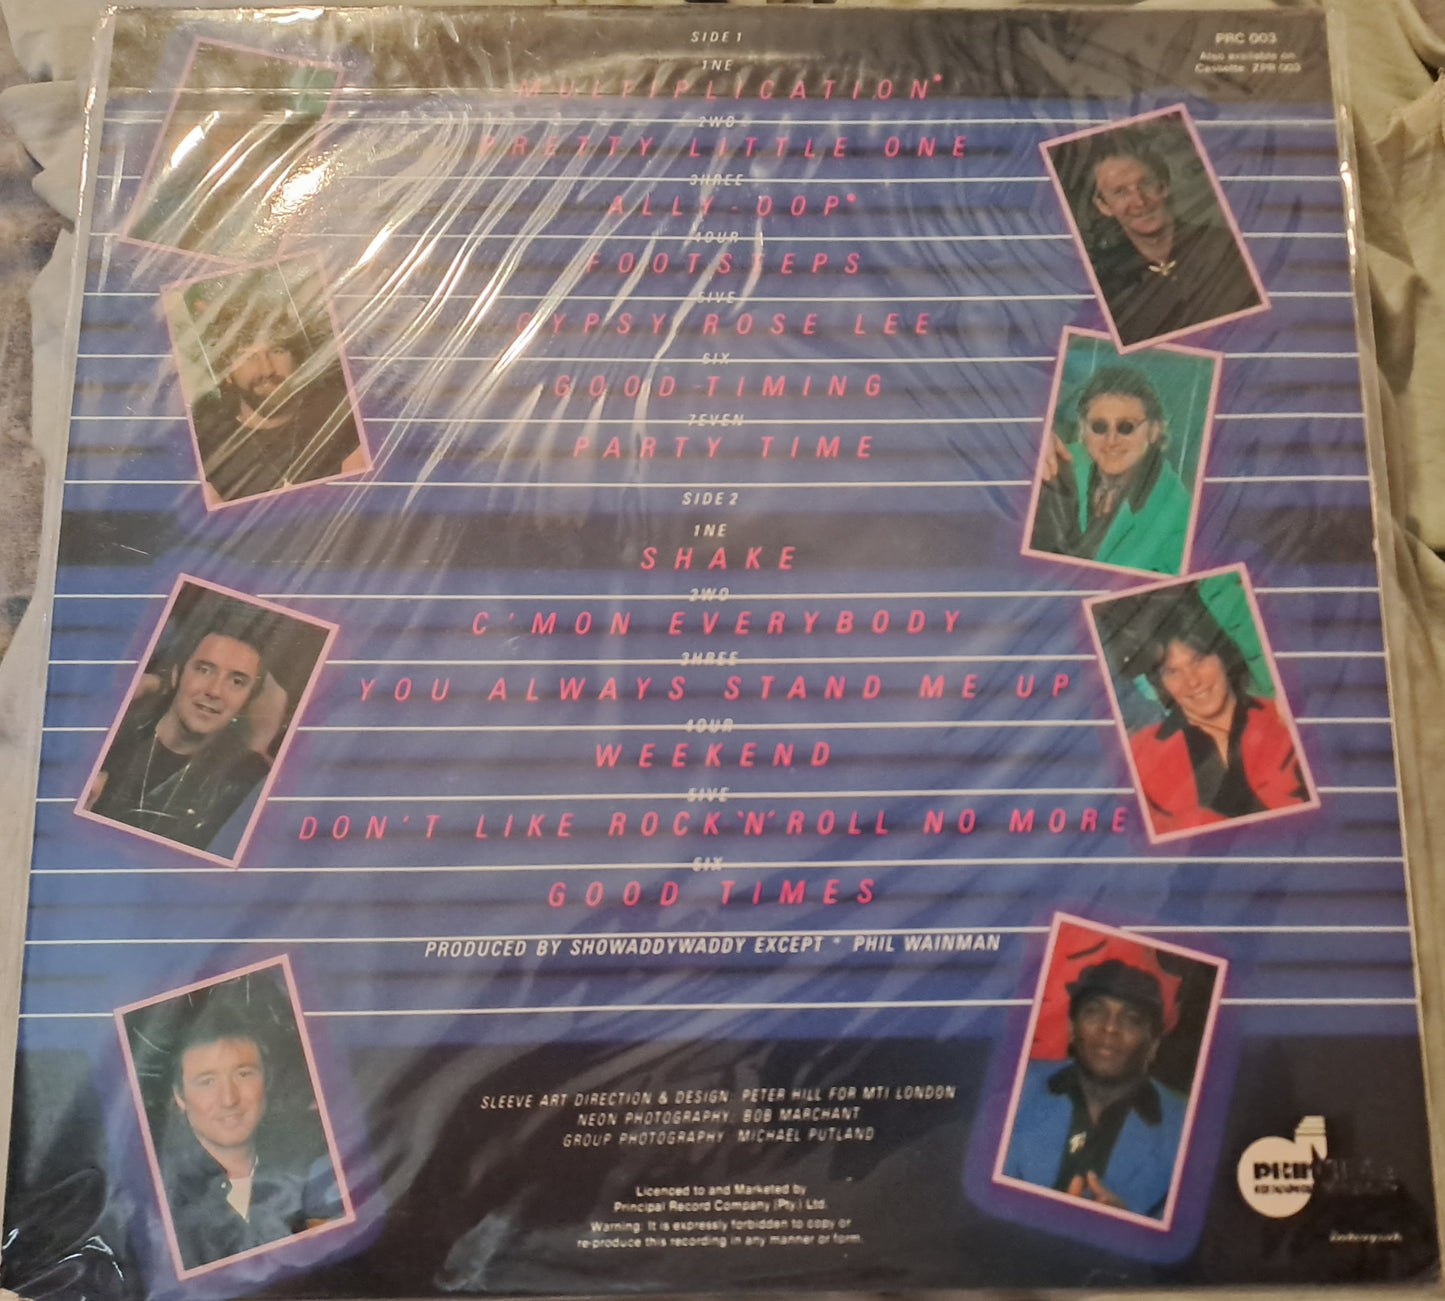 SIDE 1
PRC 003
Also available on
Cassette ZPR 003
1NE
MULTIPLICATION*
2WO
PRETTY LITTLE ONE
3HREE
ALLY-OOP*
4OUR
FOOTSTEPS
5IVE
GYPSY ROSE LEE
6IX
GOOD TIMING
7EVEN
PARTY TIME
SIDE 2
1NE
SHAKE
2WO
C'MON EVERYBODY
3HREE
YOU ALWAYS STAND ME UP
4OUR
WEEKEND
5IVE
DON'T LIKE ROCK'N'ROLL NO MORE
6IX
GOOD TIMES
PRODUCED BY SHOWADDYWADDY EXCEPT * PHIL WAINMAN
SLEEVE ART DIRECTION & DESIGN: PETER HILL FOR MTI LONDON
NEON PHOTOGRAPHY: BOB MARCHANT
GROUP PHOTOGRAPHY: MICHAEL PUTLAND
Licenced to and Marketed by
Principal Record Company (Pty) Ltd.
Warning: It is expressly forbidden to copy or
re-produce this recording in any manner or form.